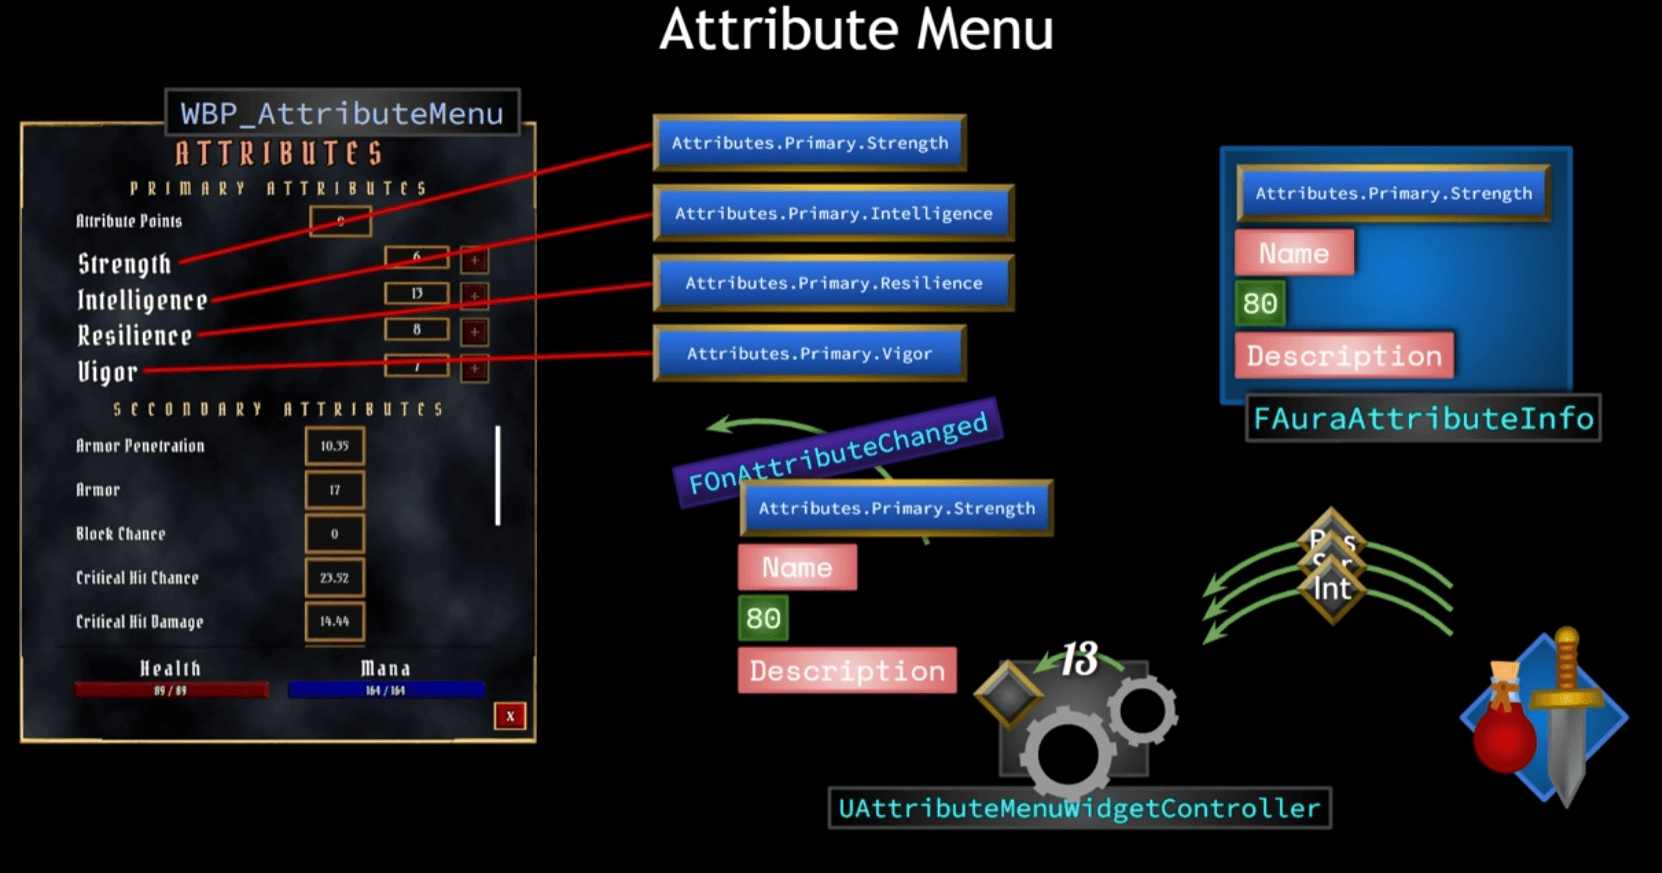 Attribute Menu
WBP_AttributeMenu
ATTRIBUTES
PRIMARY ATTRIBUTES
Attribute Points
Strength
6
+
Intelligence
13
+
Resilience
8
+
Vigor
7
+
SECONDARY ATTRIBUTES
Armor Penetration
10.35
Armor
17
Block Chance
0
Critical Hit Chance
23.52
Critical Hit Damage
14.44
Health
Mana
89 / 89
164 / 164
X
Attributes.Primary.Strength
Attributes.Primary.Intelligence
Attributes.Primary.Resilience
Attributes.Primary.Vigor
FOnAttributeChanged
Attributes.Primary.Strength
Name
80
Description
13
UAttributeMenuWidgetController
Attributes.Primary.Strength
Name
80
Description
FAuraAttributeInfo
Int